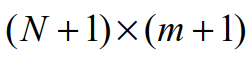 (N + 1) × (m + 1)